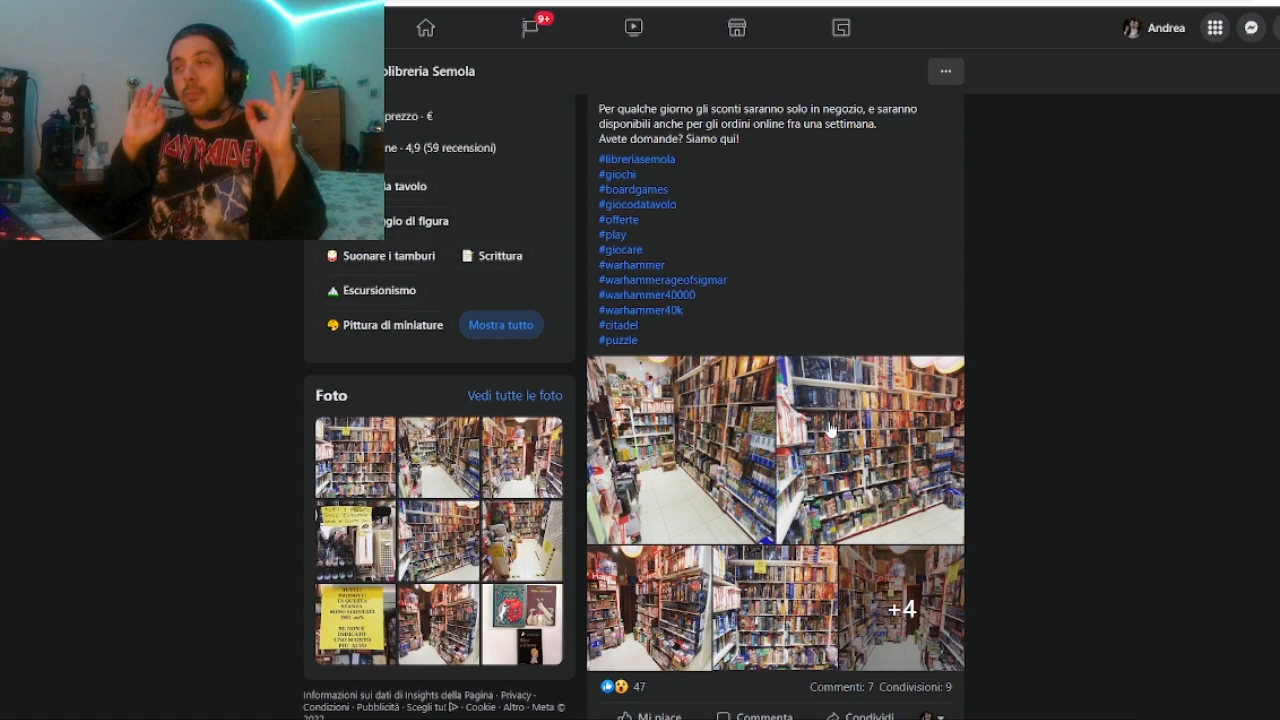 9+
Andrea
olibreria Semola
prezzo · €
ne · 4,9 (59 recensioni)
la tavolo
gio di figura
Suonare i tamburi
Scrittura
Escursionismo
Pittura di miniature
Mostra tutto
Foto
Vedi tutte le foto
Informazioni sui dati di Insights della Pagina · Privacy ·
Condizioni · Pubblicità · Scegli tu! · Cookie · Altro · Meta ©
2022
Per qualche giorno gli sconti saranno solo in negozio, e saranno
disponibili anche per gli ordini online fra una settimana.
Avete domande? Siamo qui!
#libreriasemola
#giochi
#boardgames
#giocodatavolo
#offerte
#play
#giocare
#warhammer
#warhammerageofsigmar
#warhammer40000
#warhammer40k
#citadel
#puzzle
+4
47
Commenti: 7 Condivisioni: 9
Mi piace
Commenta
Condividi